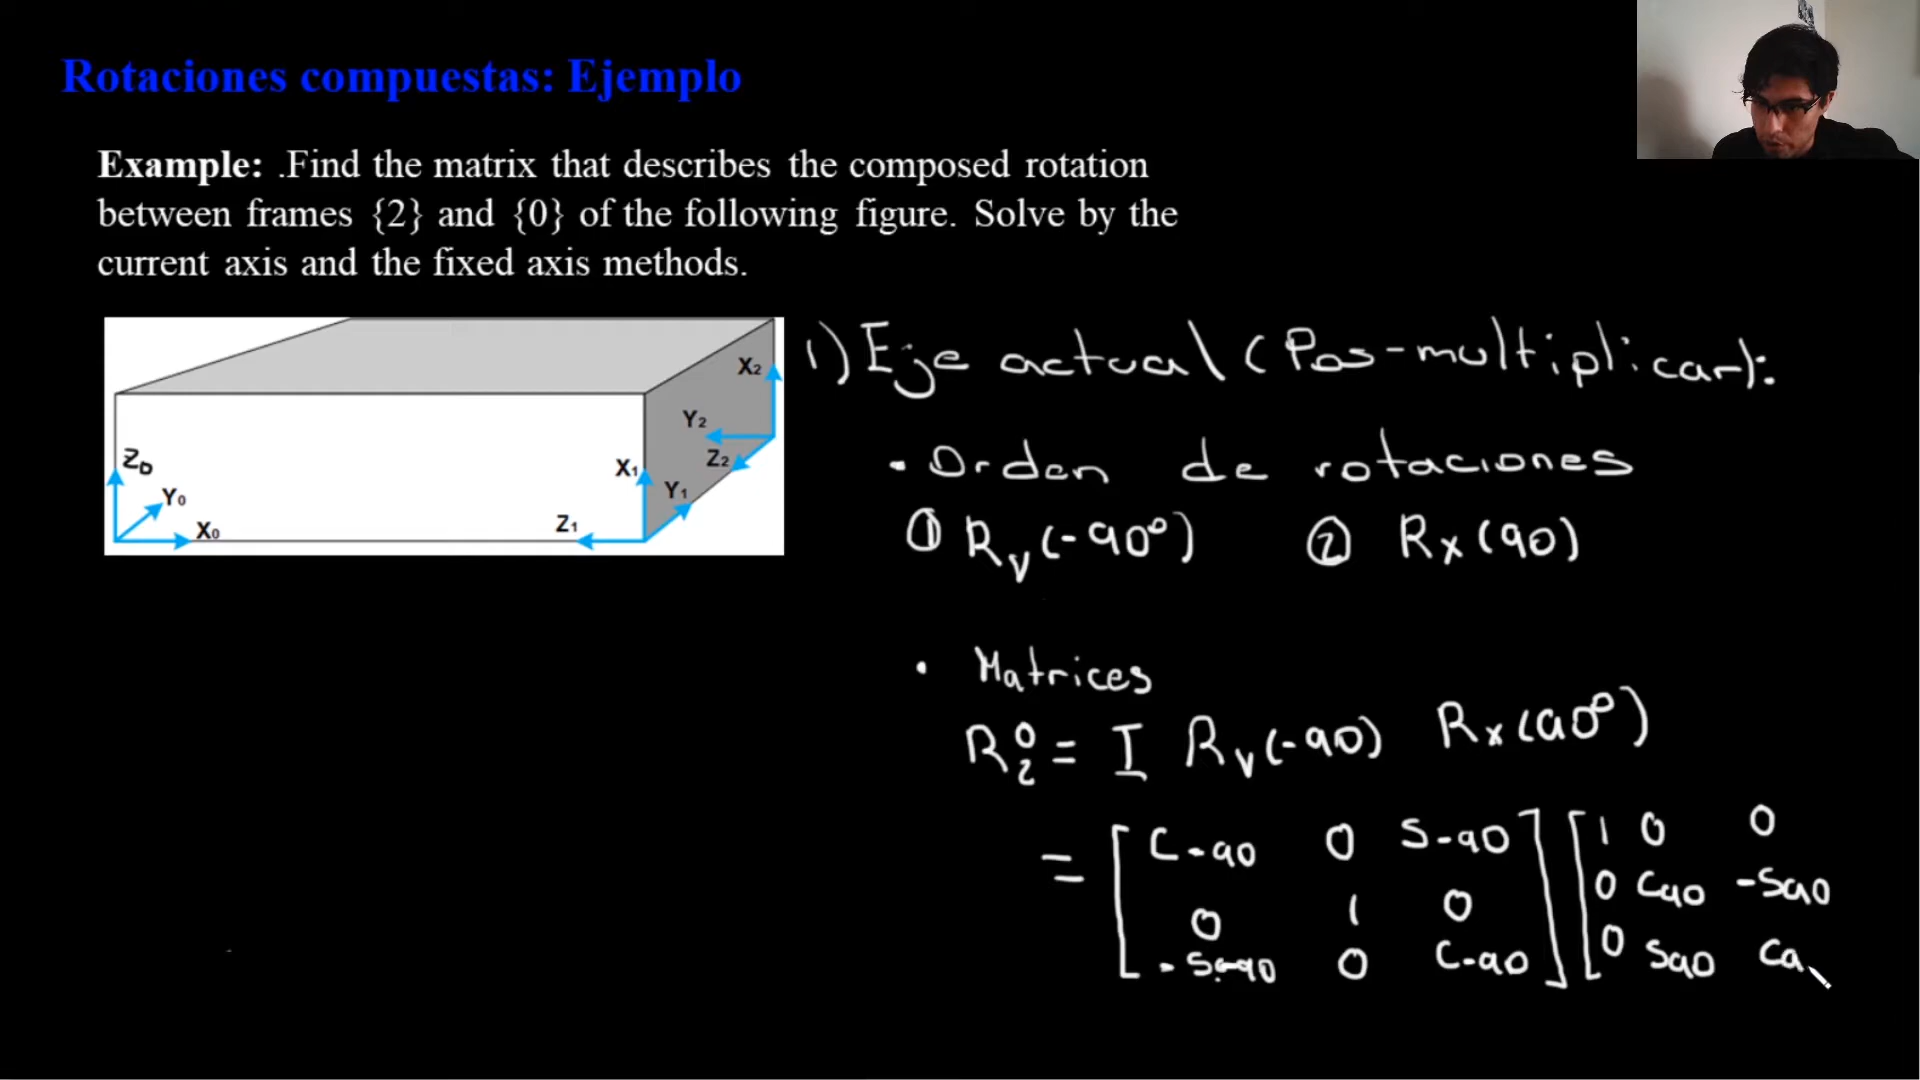 Rotaciones compuestas: Ejemplo
Example: .Find the matrix that describes the composed rotation
between frames {2} and {0} of the following figure. Solve by the
current axis and the fixed axis methods.
X₂
Y₂
Z₂
Z₀
Y₀
X₀
X₁
Y₁
Z₁
1) Eje actual (Pos-multiplicar):
• Orden de rotaciones
① Ry(-90°) ② Rx(90)
• Matrices
R⁰₂ = I Ry(-90) Rx(90°)
= [ C-90 0 S-90 ] [ 1 0 0
0 1 0 0 C90 -S90
-S-90 0 C-90 0 S90 C9